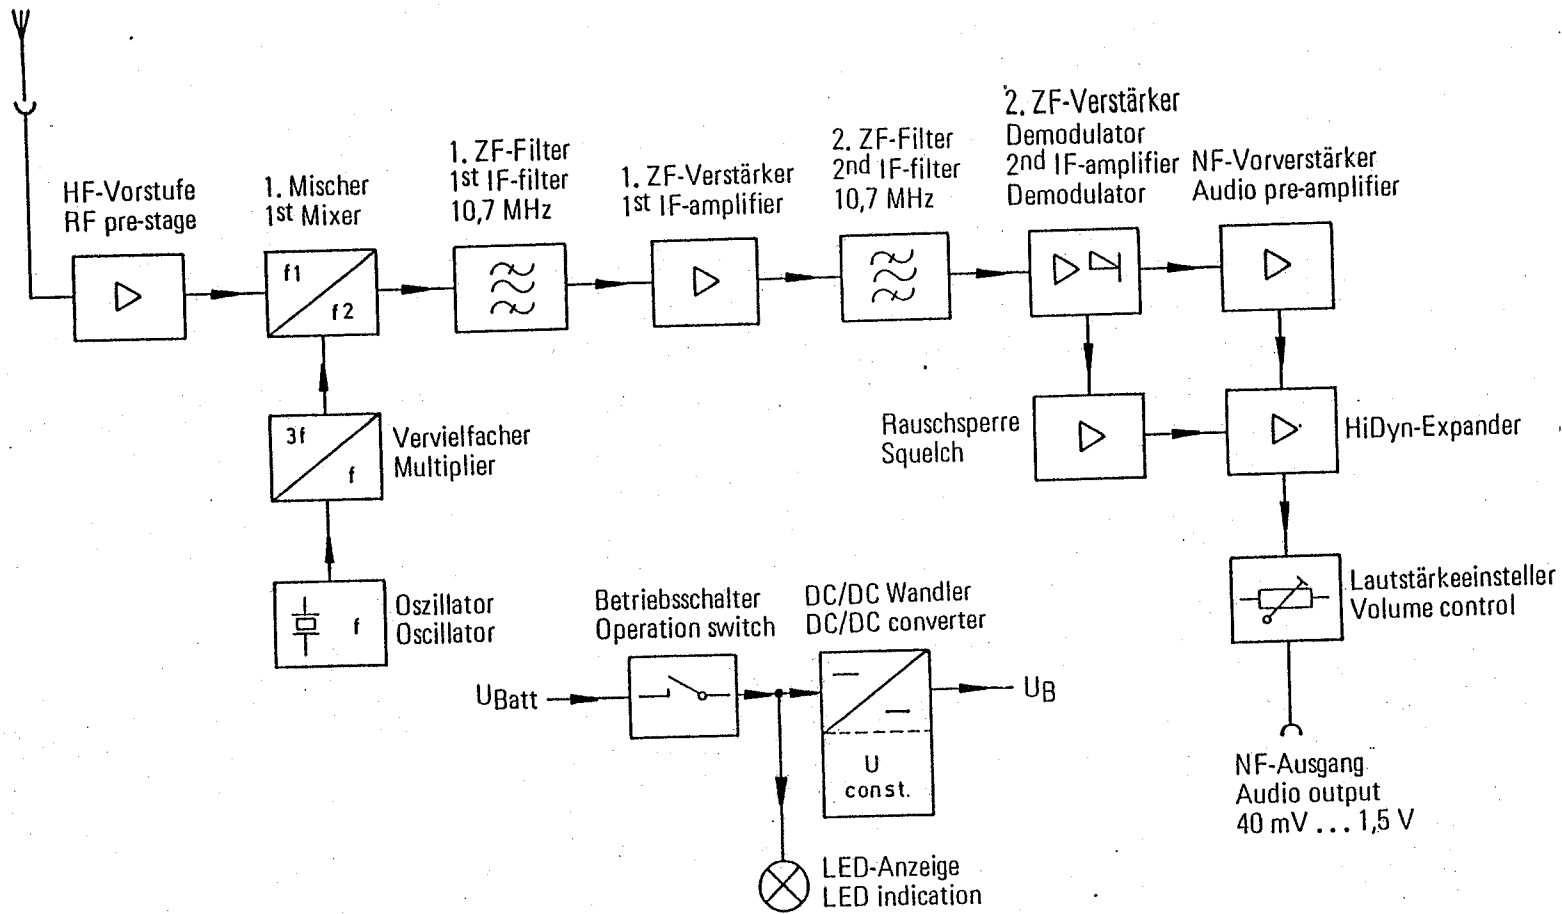 HF-Vorstufe
RF pre-stage
1. Mischer
1st Mixer
1. ZF-Filter
1st IF-filter
10,7 MHz
1. ZF-Verstärker
1st IF-amplifier
2. ZF-Filter
2nd IF-filter
10,7 MHz
2. ZF-Verstärker
Demodulator
2nd IF-amplifier
Demodulator
NF-Vorverstärker
Audio pre-amplifier
f1
f2
3f
f
Vervielfacher
Multiplier
Rauschsperre
Squelch
HiDyn-Expander
f
Oszillator
Oscillator
Betriebsschalter
Operation switch
DC/DC Wandler
DC/DC converter
Lautstärkeeinsteller
Volume control
UBatt
UB
U
const.
NF-Ausgang
Audio output
40 mV ... 1,5 V
LED-Anzeige
LED indication